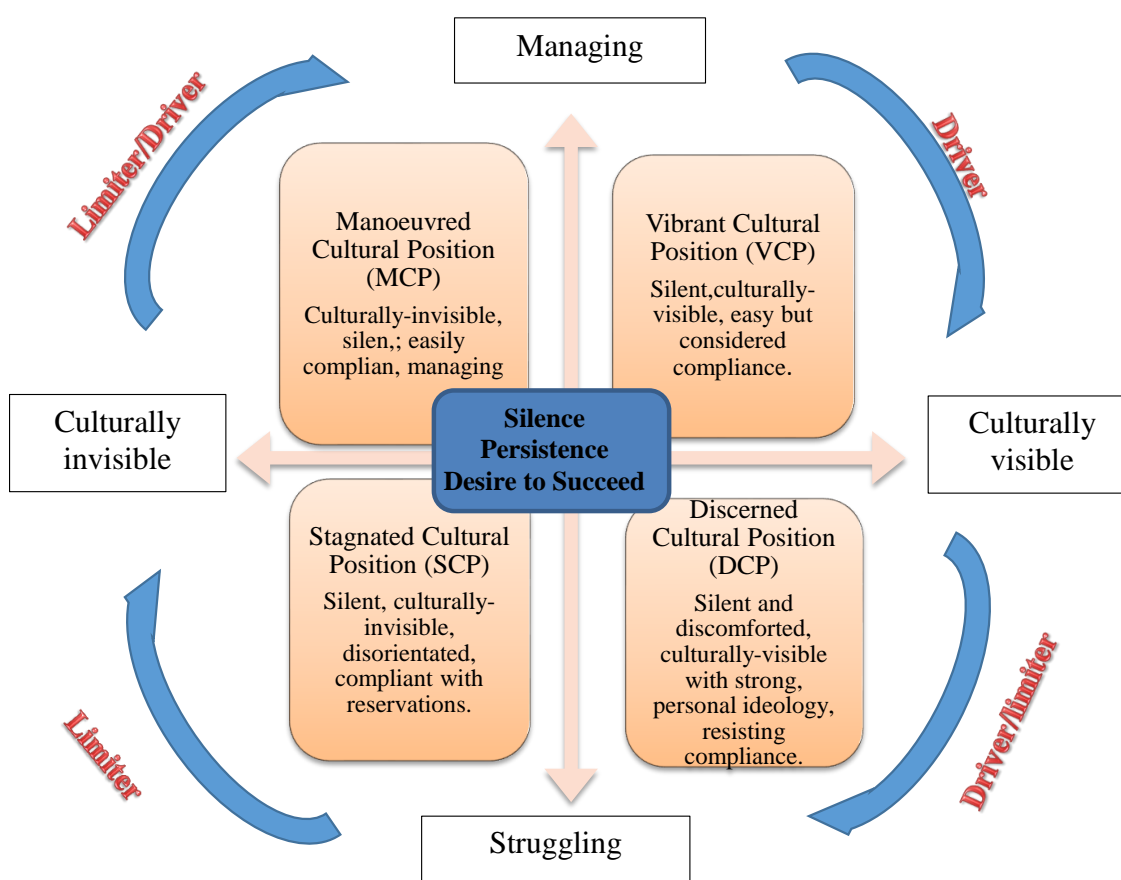 Managing
Limiter/Driver
Driver
Manoeuvred
Cultural Position
(MCP)
Culturally-invisible,
silen,; easily
complian, managing
Vibrant Cultural
Position (VCP)
Silent,culturally-
visible, easy but
considered
compliance.
Culturally
invisible
Silence
Persistence
Desire to Succeed
Culturally
visible
Stagnated Cultural
Position (SCP)
Silent, culturally-
invisible,
disorientated,
compliant with
reservations.
Discerned
Cultural Position
(DCP)
Silent and
discomforted,
culturally-visible
with strong,
personal ideology,
resisting
compliance.
Limiter
Driver/limiter
Struggling